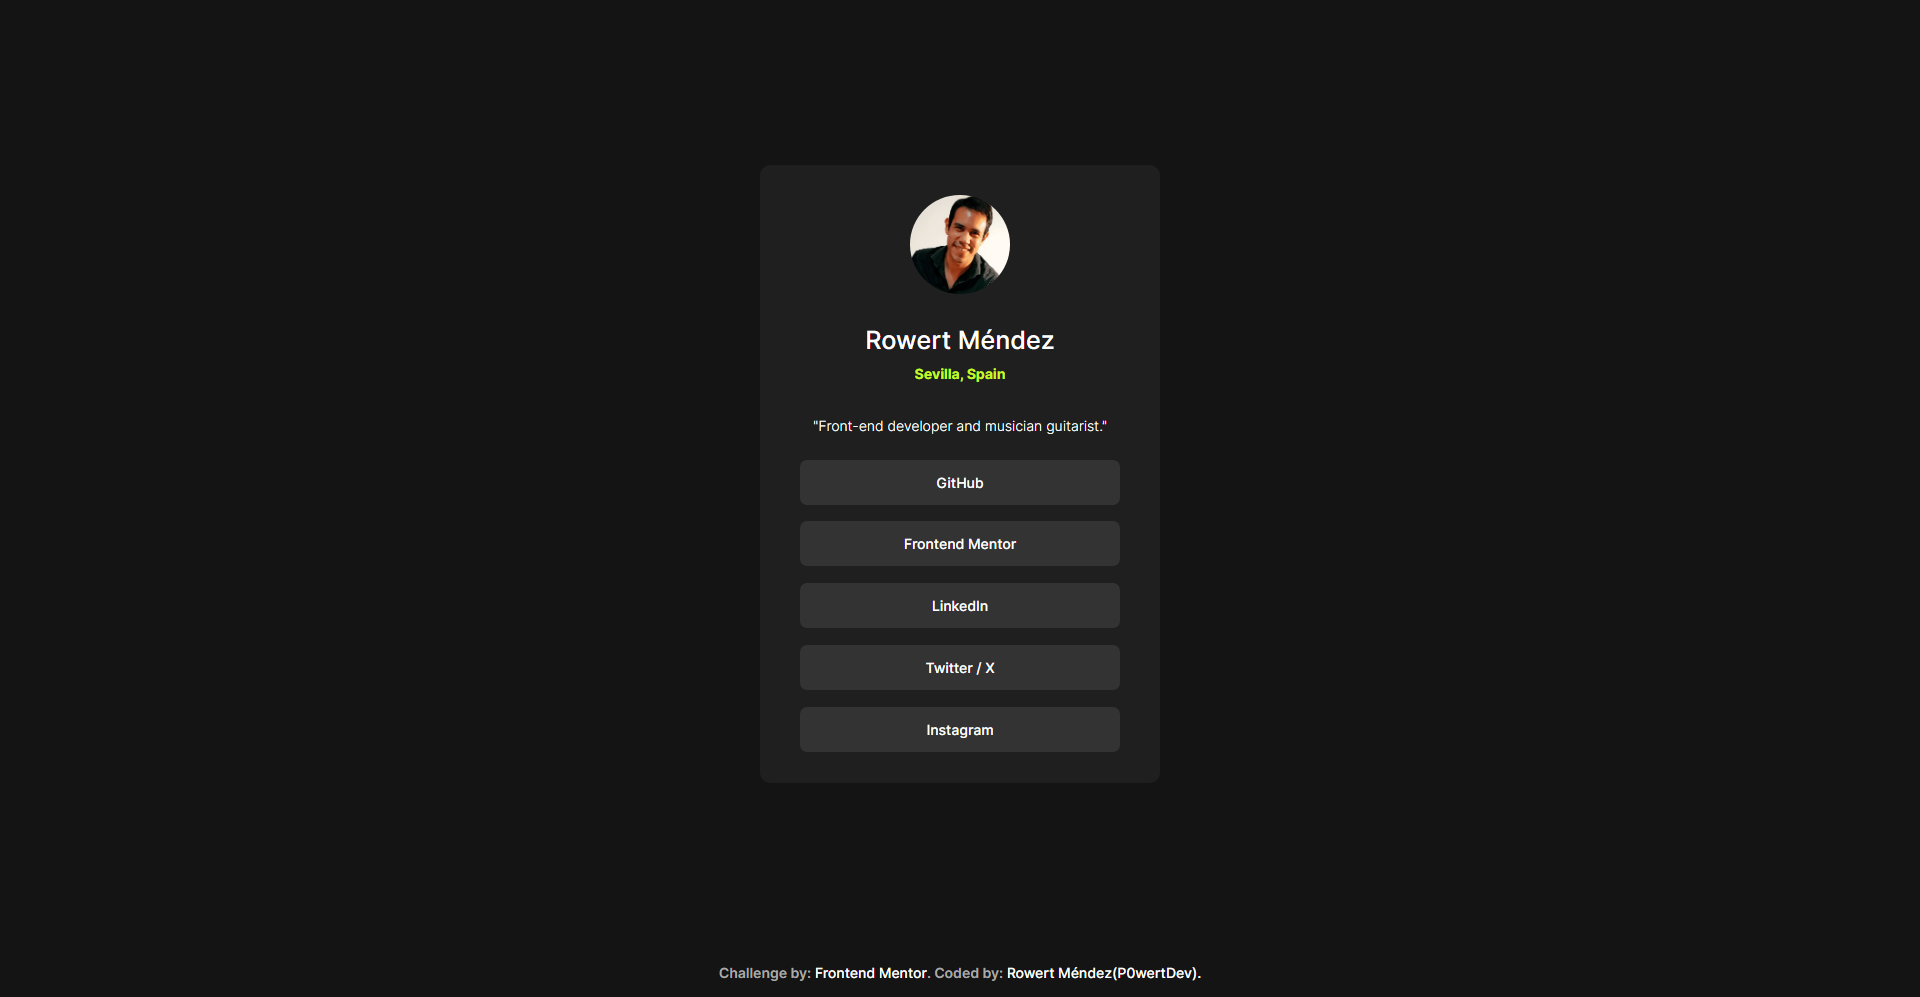 Rowert Méndez
Sevilla, Spain
"Front-end developer and musician guitarist."
GitHub
Frontend Mentor
LinkedIn
Twitter / X
Instagram
Challenge by: Frontend Mentor. Coded by: Rowert Méndez(P0wertDev).